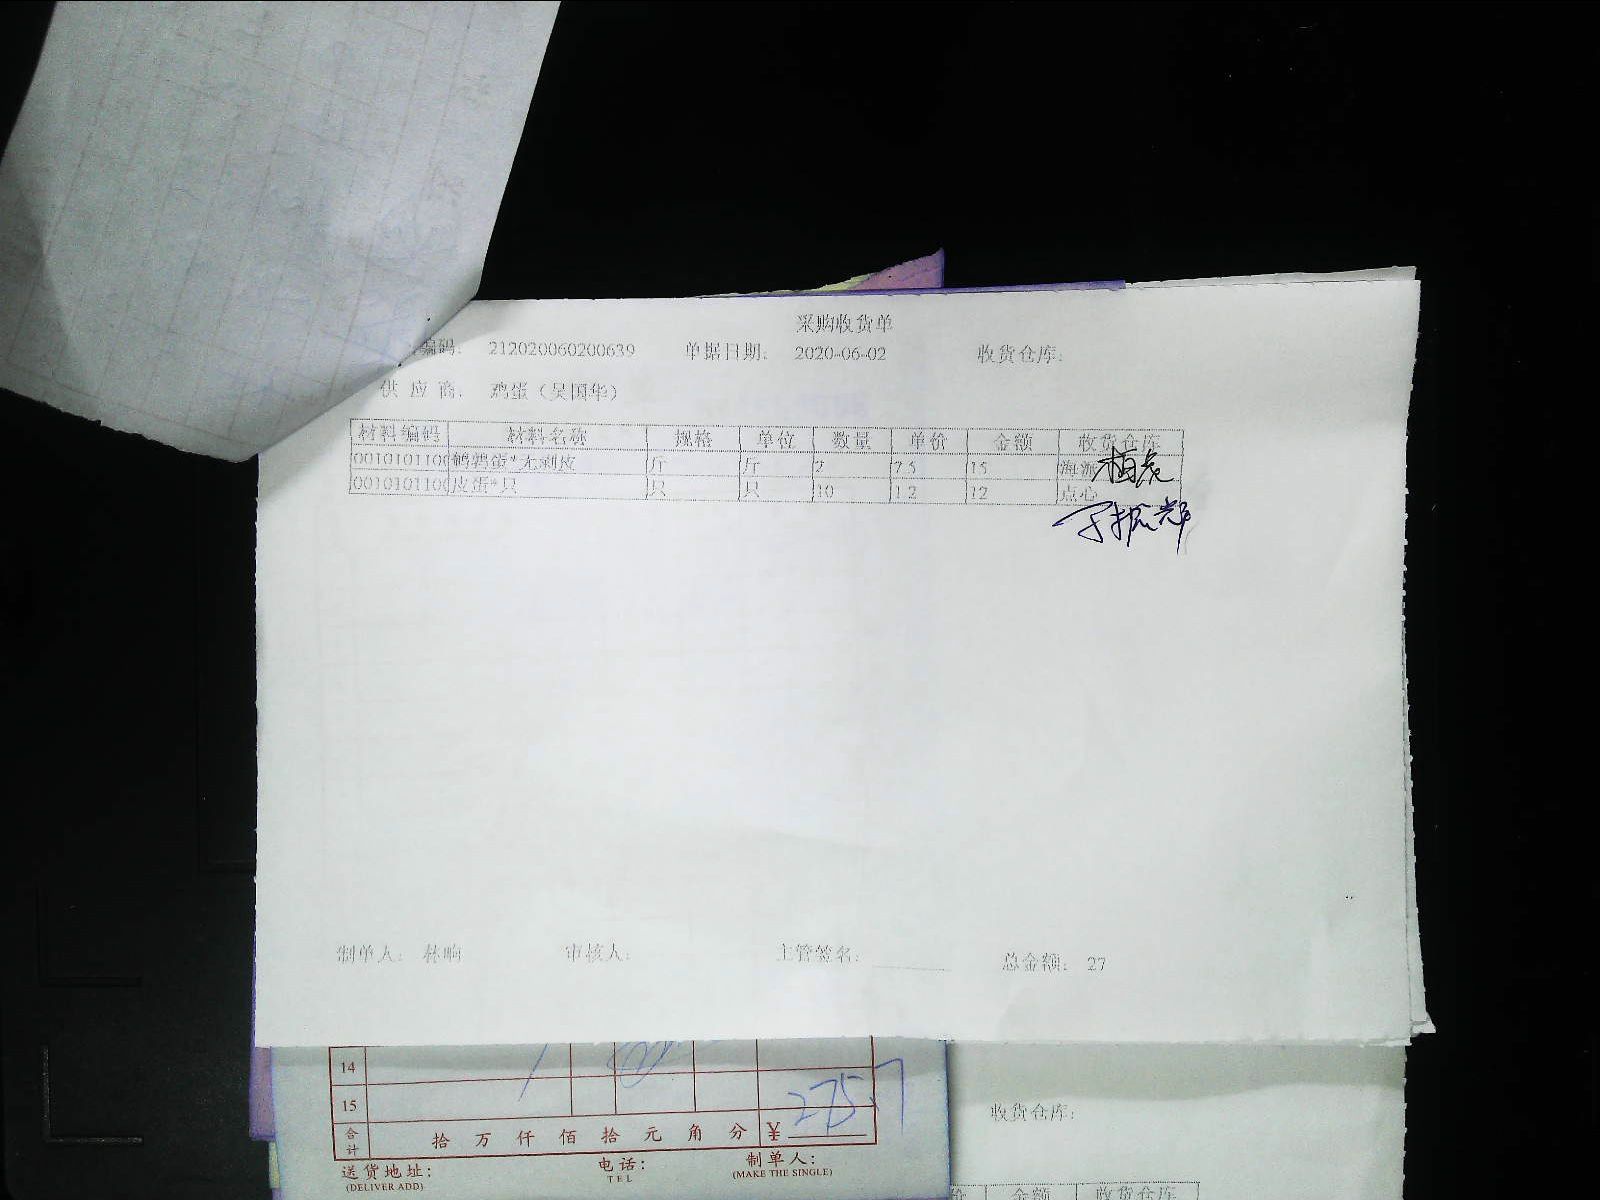 采购收货单
编码: 212020060200639 单据日期: 2020-06-02 收货仓库:
供应商: 鸡蛋（吴国华）
材料编码 材料名称 规格 单位 数量 单价 金额 收货仓库
0010101100 鹌鹑蛋*无剥皮 斤 斤 2 7.5 15
0010101100 皮蛋*只 只 只 10 1.2 12 点心
制单人: 林响 审核人: 主管签名: 总金额: 27
14
15 275.7
合计 拾 万 仟 佰 拾 元 角 分 ¥
收货仓库:
送货地址: 电话: 制单人:
(DELIVER ADD) TEL (MAKE THE SINGLE)
价 金额 收货仓库